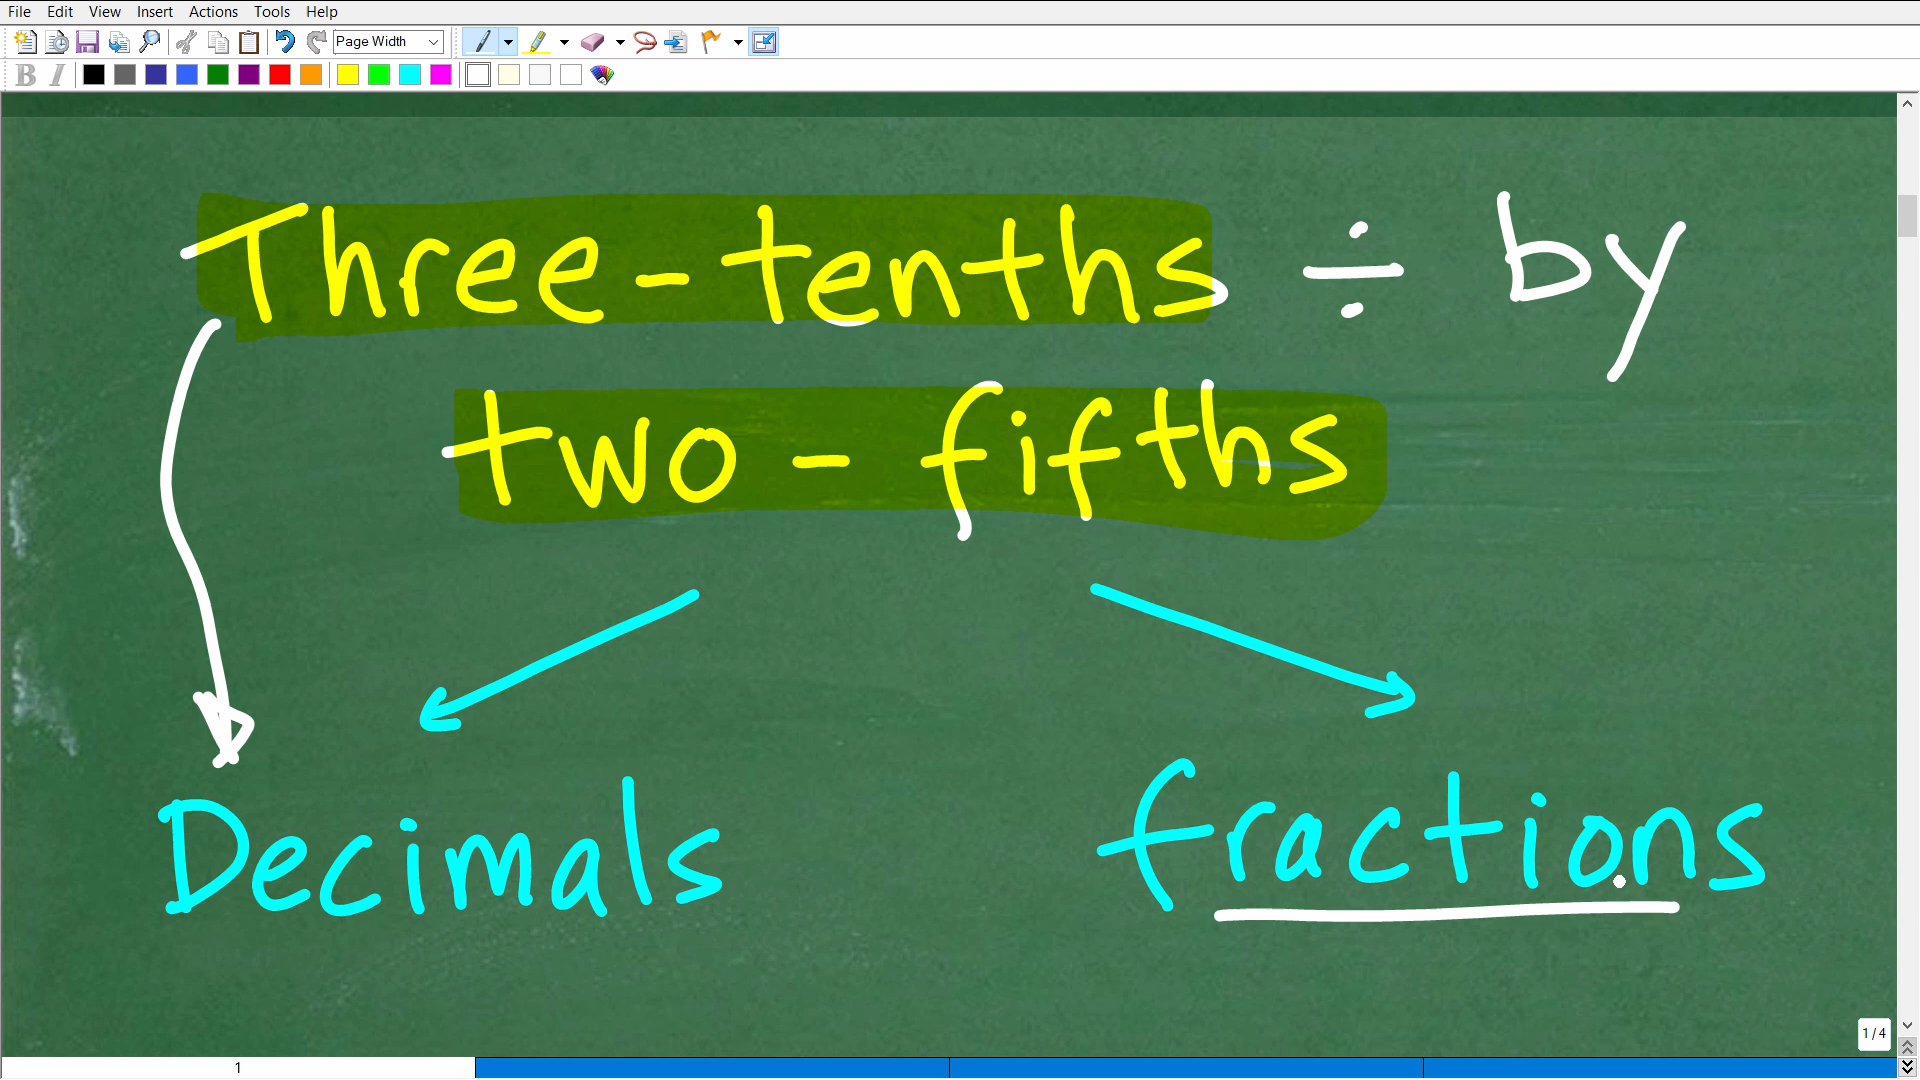 File Edit View Insert Actions Tools Help
Page Width
B I
Three-tenths ÷ by
two - fifths
Decimals fractions
1 / 4
1